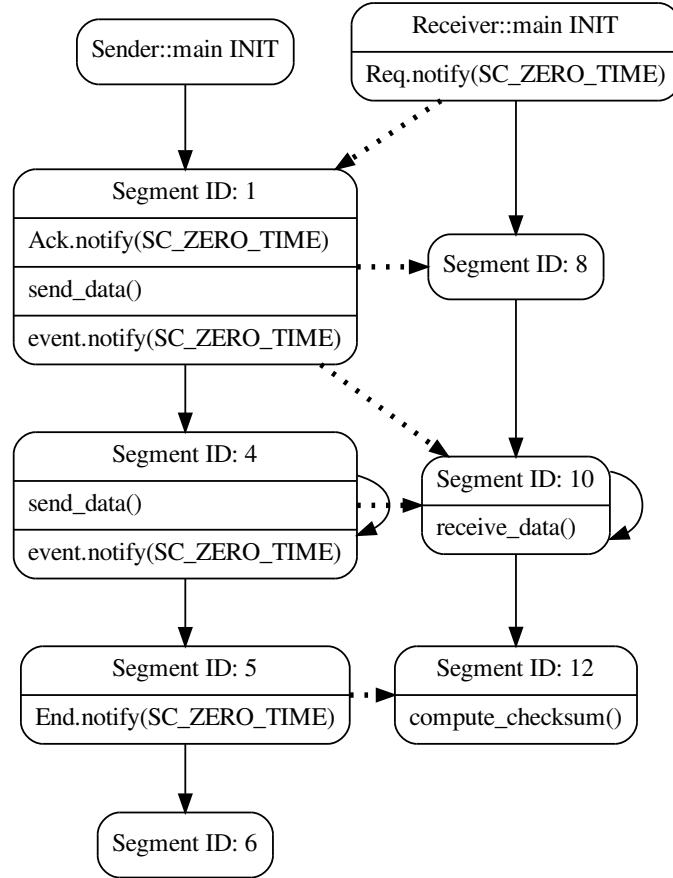 Sender::main INIT
Receiver::main INIT
Req.notify(SC_ZERO_TIME)
Segment ID: 1
Ack.notify(SC_ZERO_TIME)
send_data()
event.notify(SC_ZERO_TIME)
Segment ID: 8
Segment ID: 4
send_data()
event.notify(SC_ZERO_TIME)
Segment ID: 10
receive_data()
Segment ID: 5
End.notify(SC_ZERO_TIME)
Segment ID: 12
compute_checksum()
Segment ID: 6